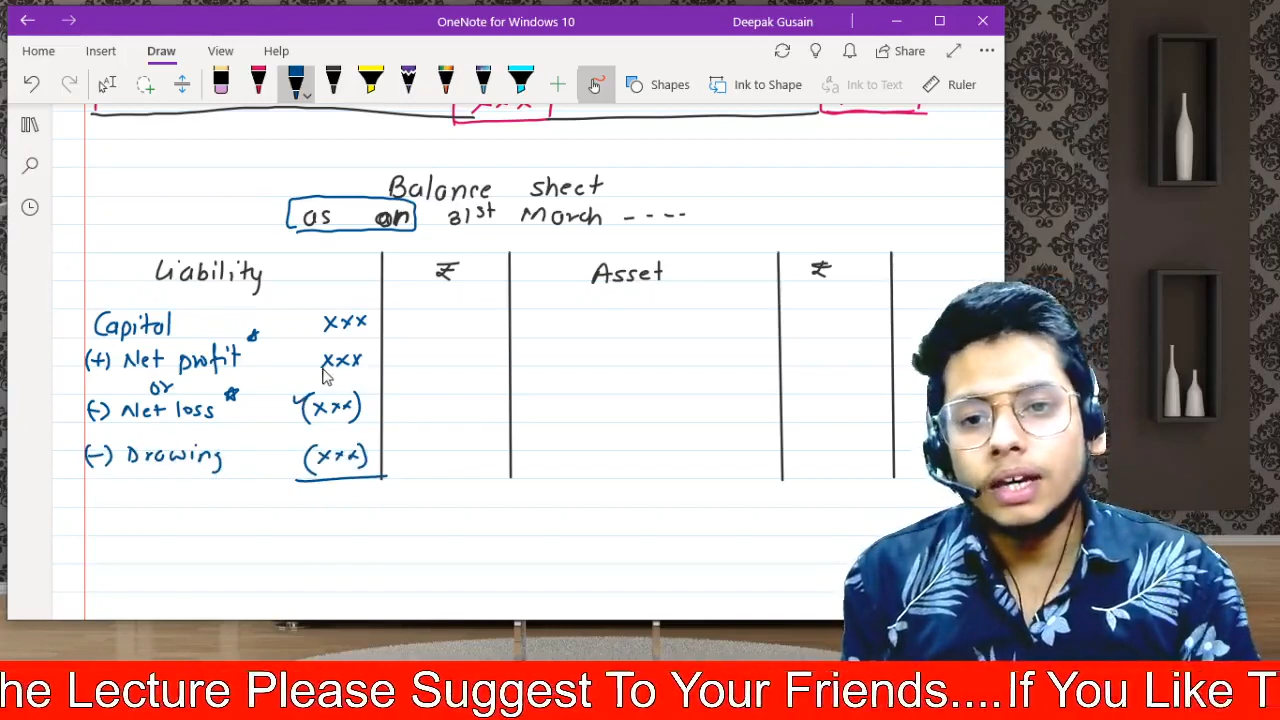 OneNote for Windows 10
Deepak Gusain
Home Insert Draw View Help
Share
Shapes Ink to Shape Ink to Text Ruler
Balance sheet
as on 31st March ----
Liability ₹ Asset ₹
Capital xxx
(+) Net profit * xxx
or
(-) Net loss * (xxx)
(-) Drawing (xxx)
he Lecture Please Suggest To Your Friends....If You Like T